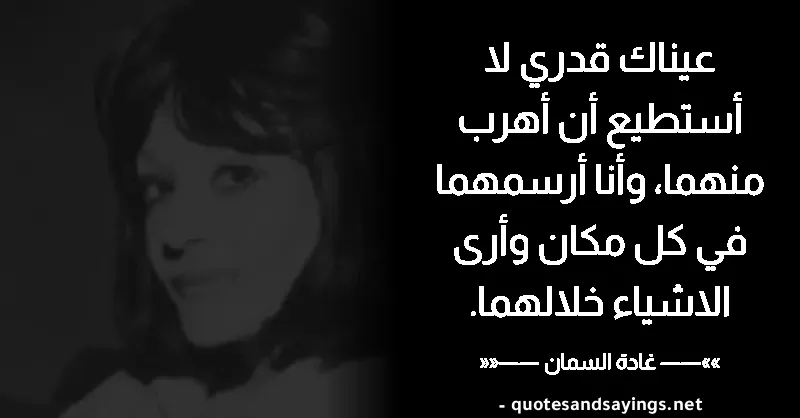 عيناك قدري لا
أستطيع أن أهرب
منهما، وأنا أرسمهما
في كل مكان وأرى
الاشياء خلالهما.
»»—— غادة السمان ——««
- quotesandsayings.net